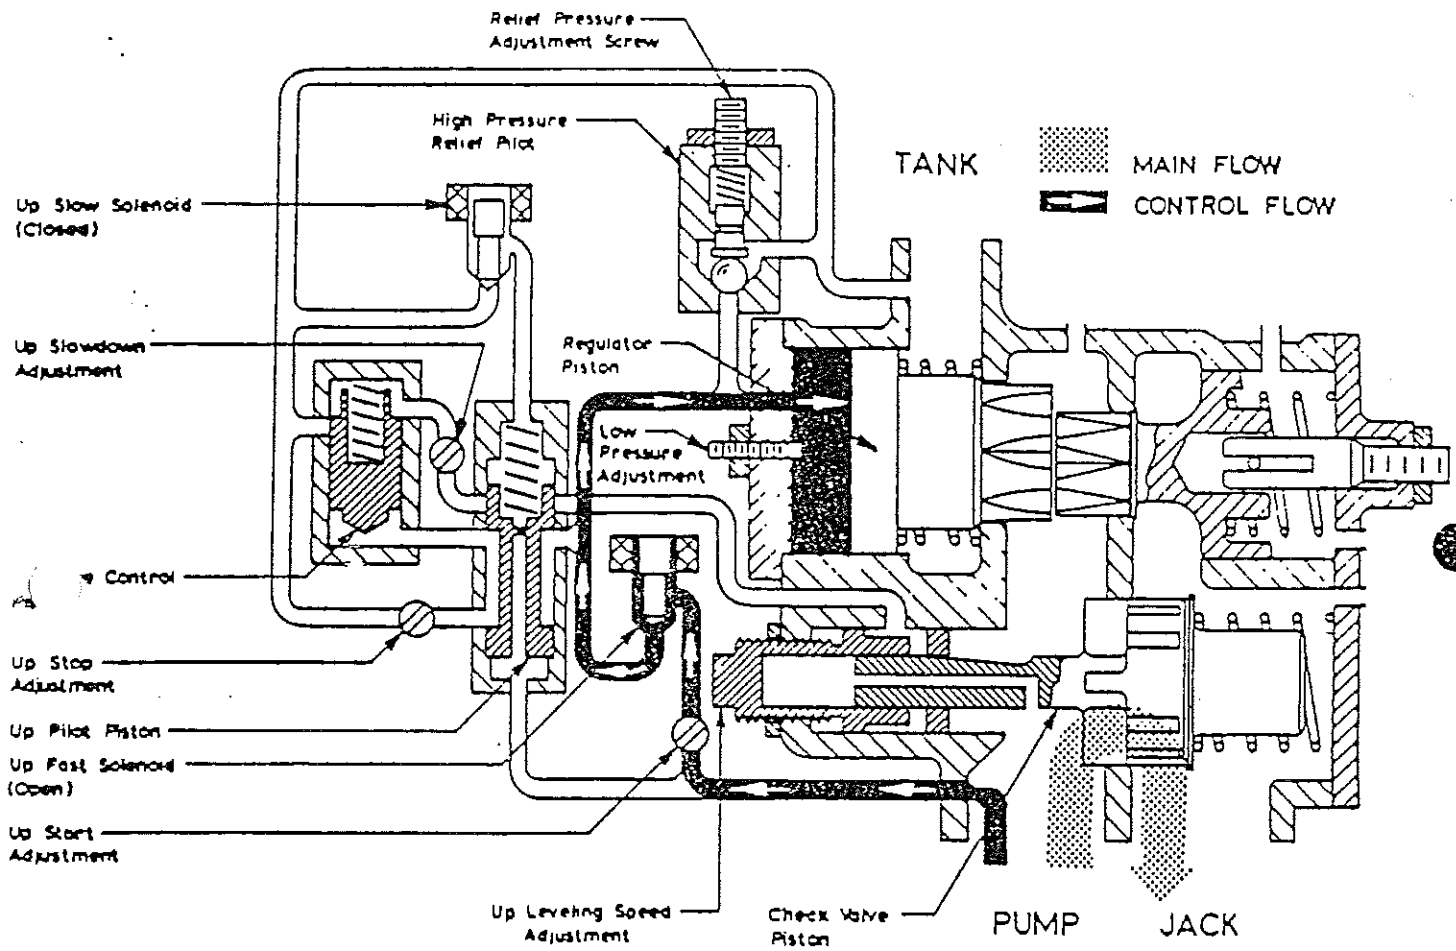 Relief Pressure
Adjustment Screw
High Pressure
Relief Pilot
TANK
MAIN FLOW
CONTROL FLOW
Up Slow Solenoid
(Closed)
Up Slowdown
Adjustment
Regulator
Piston
Low
Pressure
Adjustment
Control
Up Stop
Adjustment
Up Pilot Piston
Up Fast Solenoid
(Open)
Up Start
Adjustment
Up Leveling Speed
Adjustment
Check Valve
Piston
PUMP
JACK